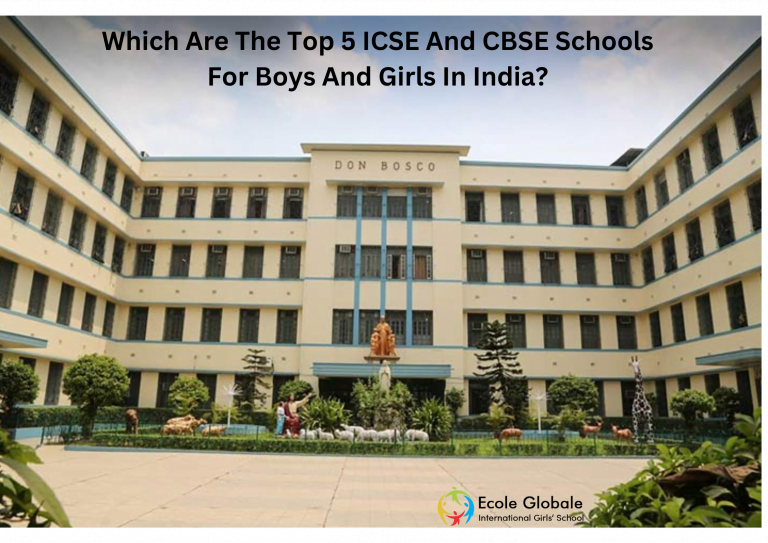 Which Are The Top 5 ICSE And CBSE Schools
For Boys And Girls In India?
DON BOSCO
Ecole Globale
International Girls' School